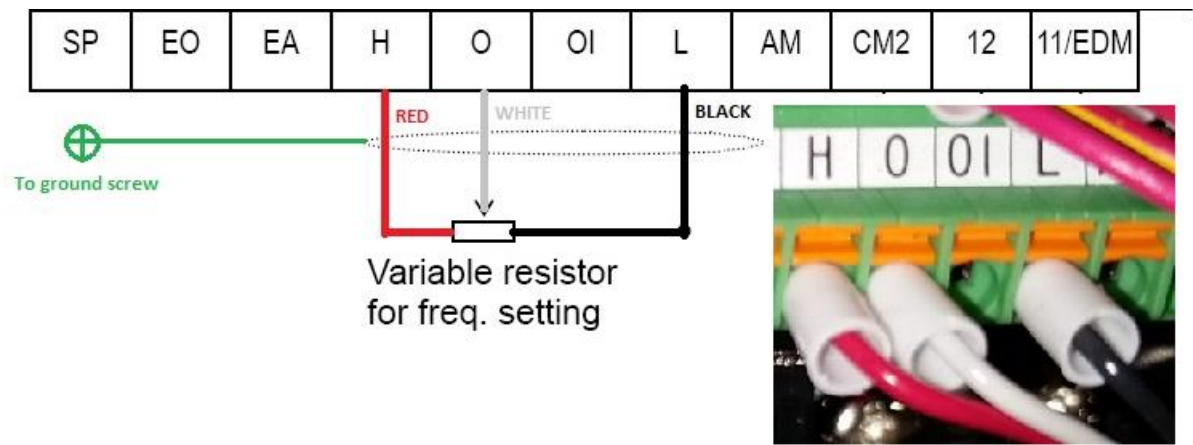 SP EO EA H O OI L AM CM2 12 11/EDM
RED WHITE BLACK
To ground screw
Variable resistor
for freq. setting
H O OI L